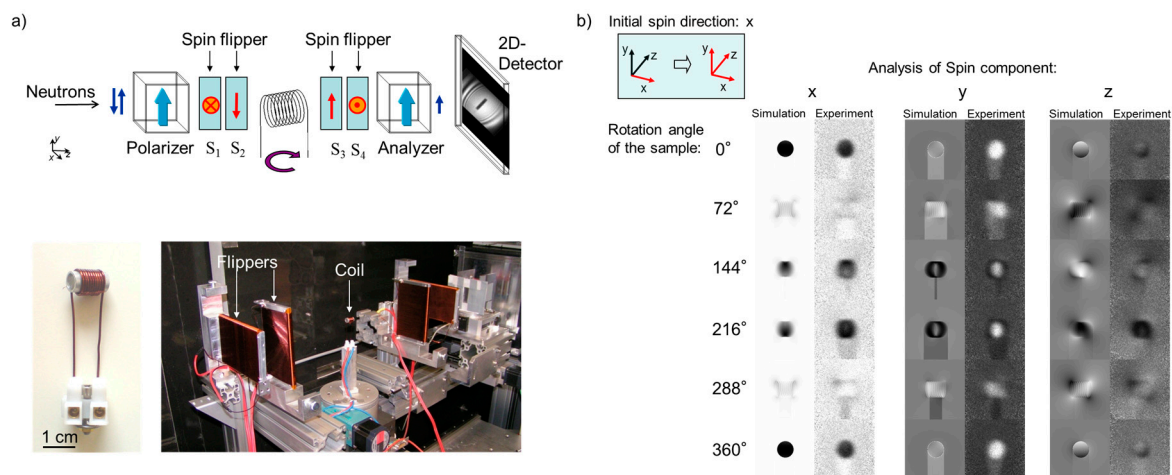 a)
Spin flipper
Spin flipper
2D-
Detector
Neutrons
y
x
z
Polarizer
S1
S2
S3
S4
Analyzer
Flippers
Coil
1 cm
b)
Initial spin direction: x
y
z
x
y
z
x
Analysis of Spin component:
x
y
z
Simulation Experiment
Simulation Experiment
Simulation Experiment
Rotation angle
of the sample:
0°
72°
144°
216°
288°
360°